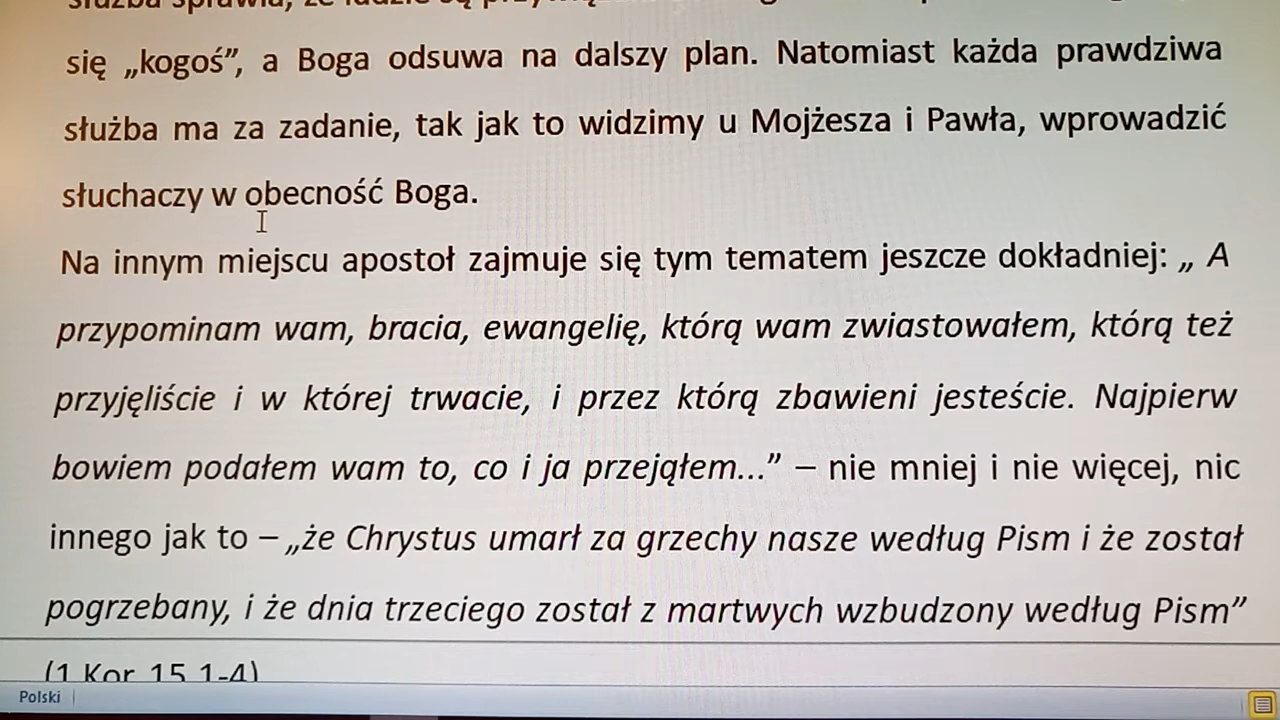 się „kogoś”, a Boga odsuwa na dalszy plan. Natomiast każda prawdziwa
służba ma za zadanie, tak jak to widzimy u Mojżesza i Pawła, wprowadzić
słuchaczy w obecność Boga.
Na innym miejscu apostoł zajmuje się tym tematem jeszcze dokładniej: „ A
przypominam wam, bracia, ewangelię, którą wam zwiastowałem, którą też
przyjęliście i w której trwacie, i przez którą zbawieni jesteście. Najpierw
bowiem podałem wam to, co i ja przejąłem...” – nie mniej i nie więcej, nic
innego jak to – „że Chrystus umarł za grzechy nasze według Pism i że został
pogrzebany, i że dnia trzeciego został z martwych wzbudzony według Pism”
(1 Kor. 15,1-4)
Polski